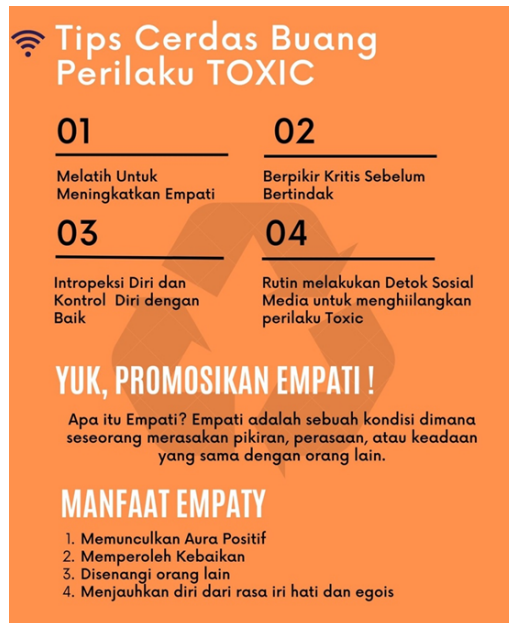 Tips Cerdas Buang
Perilaku TOXIC
01
Melatih Untuk
Meningkatkan Empati
02
Berpikir Kritis Sebelum
Bertindak
03
Intropeksi Diri dan
Kontrol Diri dengan
Baik
04
Rutin melakukan Detok Sosial
Media untuk menghiilangkan
perilaku Toxic
YUK, PROMOSIKAN EMPATI !
Apa itu Empati? Empati adalah sebuah kondisi dimana
seseorang merasakan pikiran, perasaan, atau keadaan
yang sama dengan orang lain.
MANFAAT EMPATY
1. Memunculkan Aura Positif
2. Memperoleh Kebaikan
3. Disenangi orang lain
4. Menjauhkan diri dari rasa iri hati dan egois